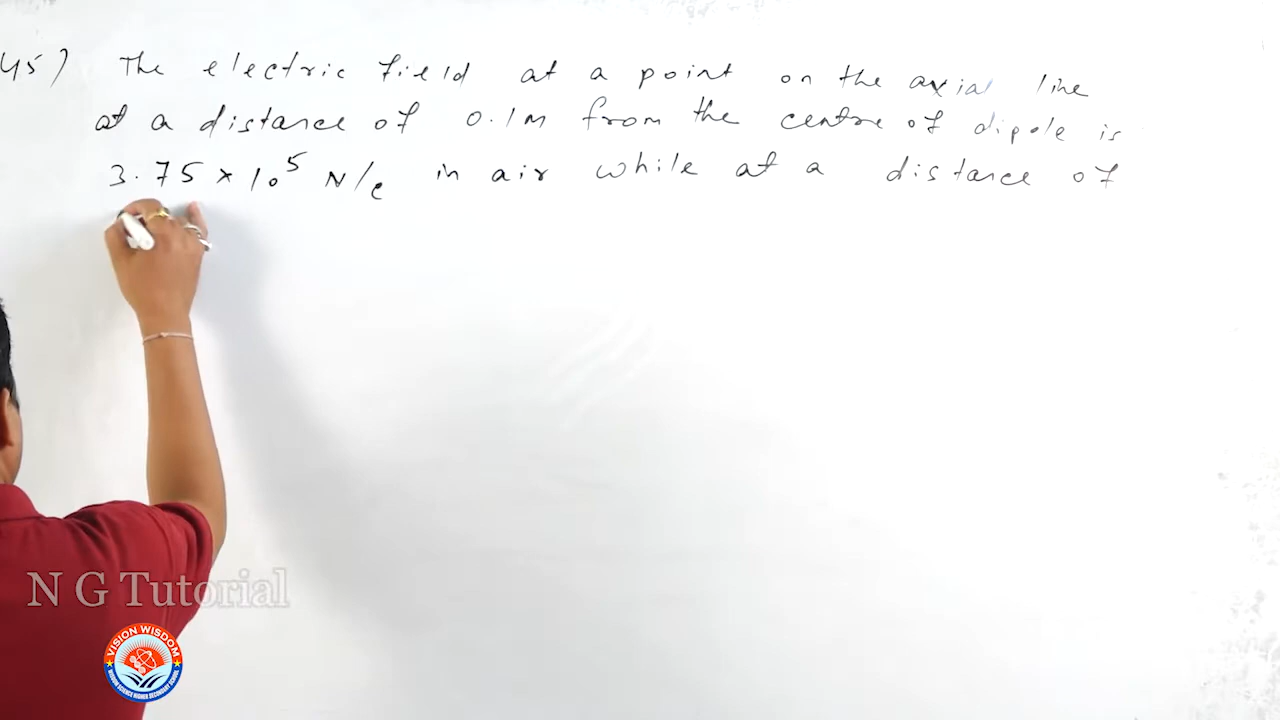 45) The electric field at a point on the axial line
at a distance of 0.1m from the centre of dipole is
3.75 × 10⁵ N/c in air while at a distance of
N G Tutorial
VISION WISDOM